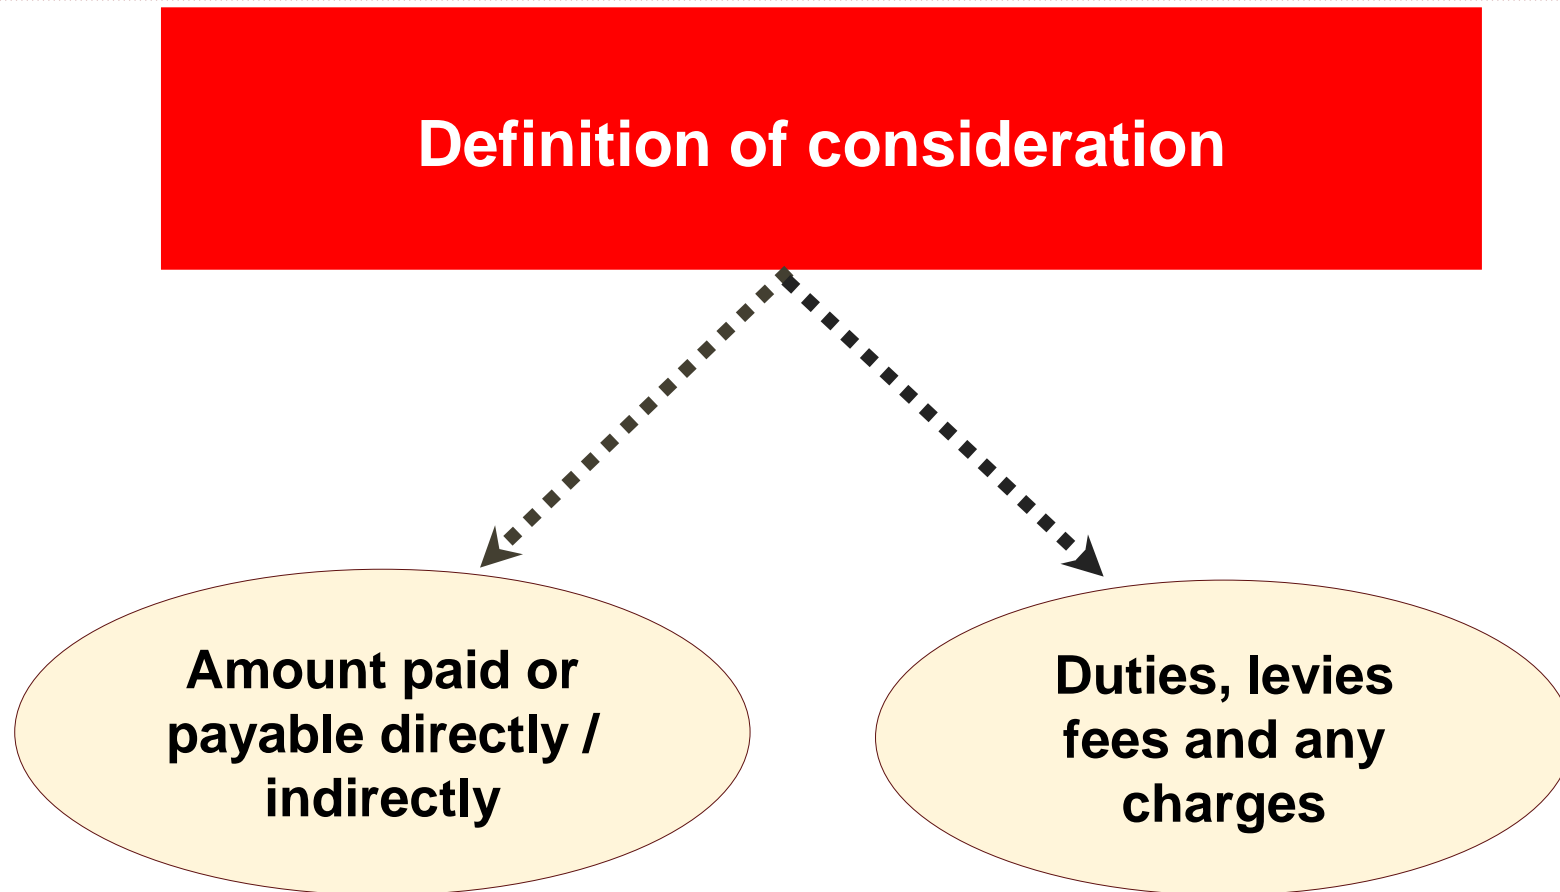 Definition of consideration
Amount paid or
payable directly /
indirectly
Duties, levies
fees and any
charges